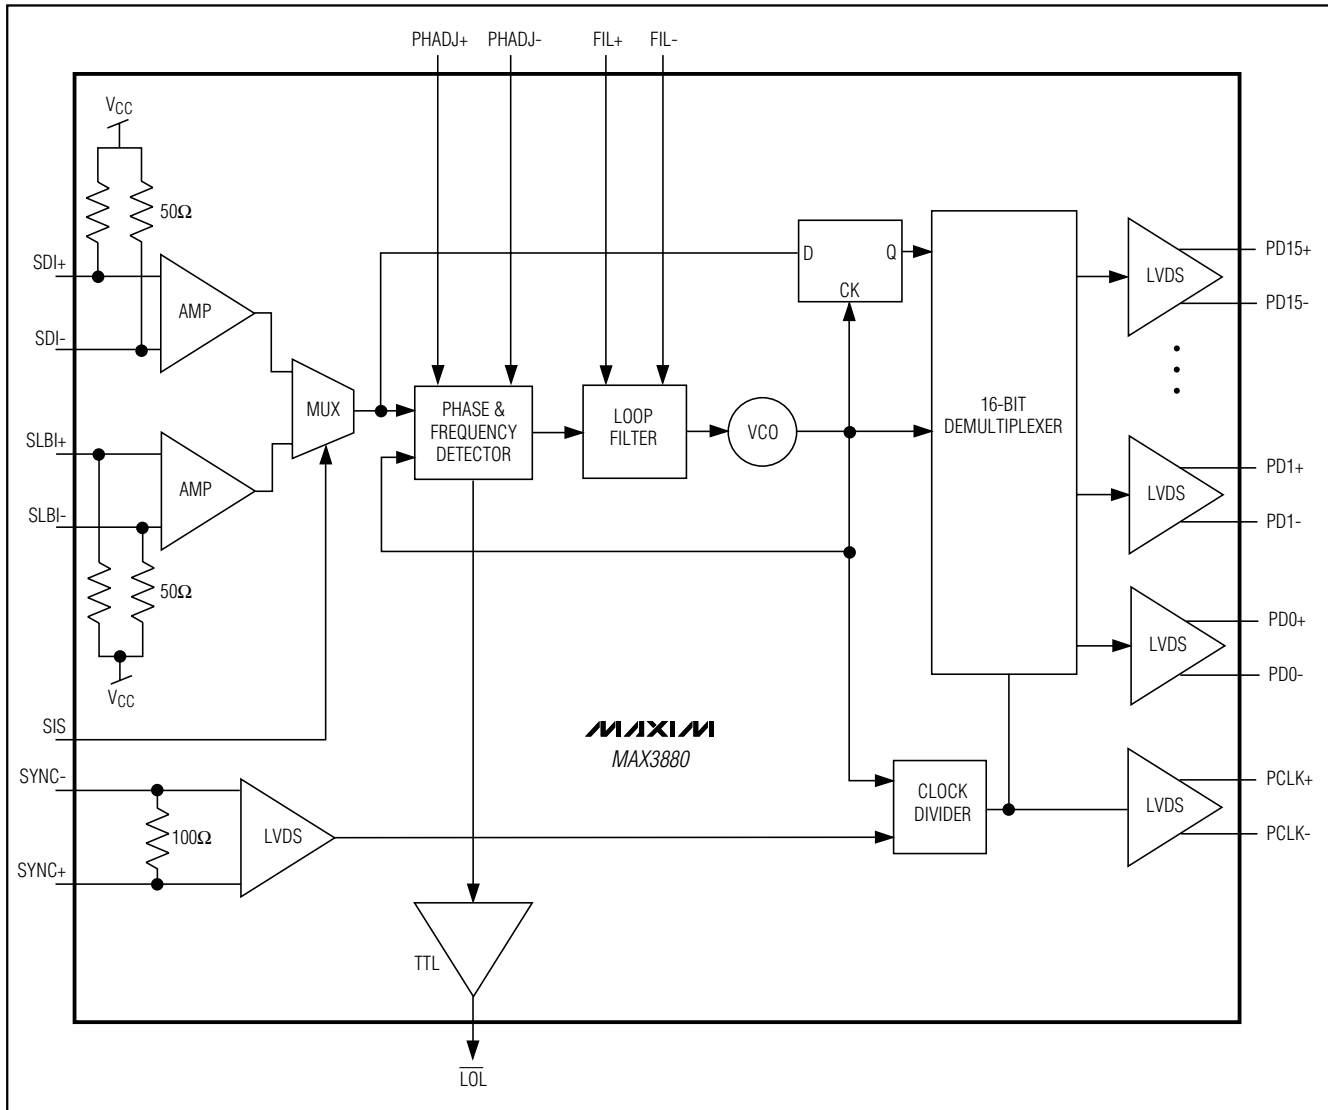 PHADJ+ PHADJ- FIL+ FIL-
VCC
50Ω
SDI+
AMP
SDI-
D Q
CK
LVDS
PD15+
PD15-
MUX
PHASE &
FREQUENCY
DETECTOR
LOOP
FILTER
VCO
16-BIT
DEMULTIPLEXER
SLBI+
AMP
SLBI-
50Ω
VCC
LVDS
PD1+
PD1-
LVDS
PD0+
PD0-
SIS
MAXIM
MAX3880
SYNC-
100Ω
LVDS
SYNC+
CLOCK
DIVIDER
LVDS
PCLK+
PCLK-
TTL
LOL